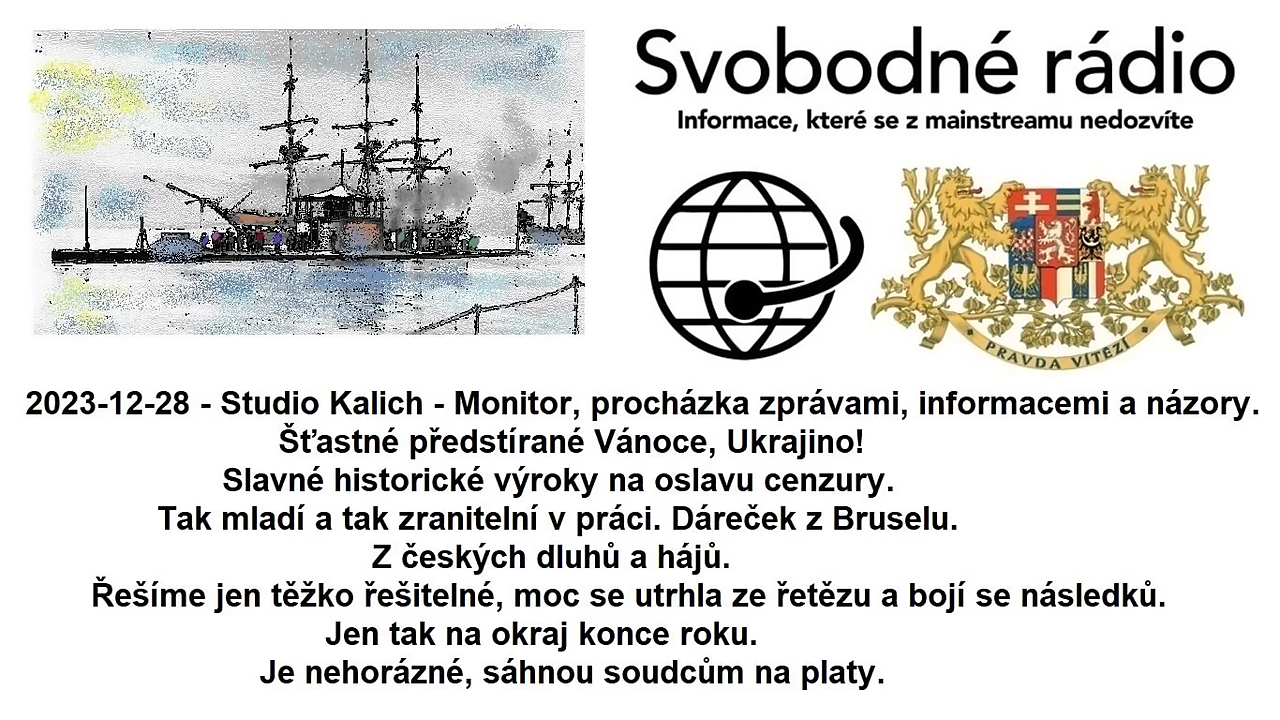 Svobodné rádio
Informace, které se z mainstreamu nedozvíte
PRAVDA VÍTĚZÍ
2023-12-28 - Studio Kalich - Monitor, procházka zprávami, informacemi a názory.
Šťastné předstírané Vánoce, Ukrajino!
Slavné historické výroky na oslavu cenzury.
Tak mladí a tak zranitelní v práci. Dáreček z Bruselu.
Z českých dluhů a hájů.
Řešíme jen těžko řešitelné, moc se utrhla ze řetězu a bojí se následků.
Jen tak na okraj konce roku.
Je nehorázné, sáhnou soudcům na platy.